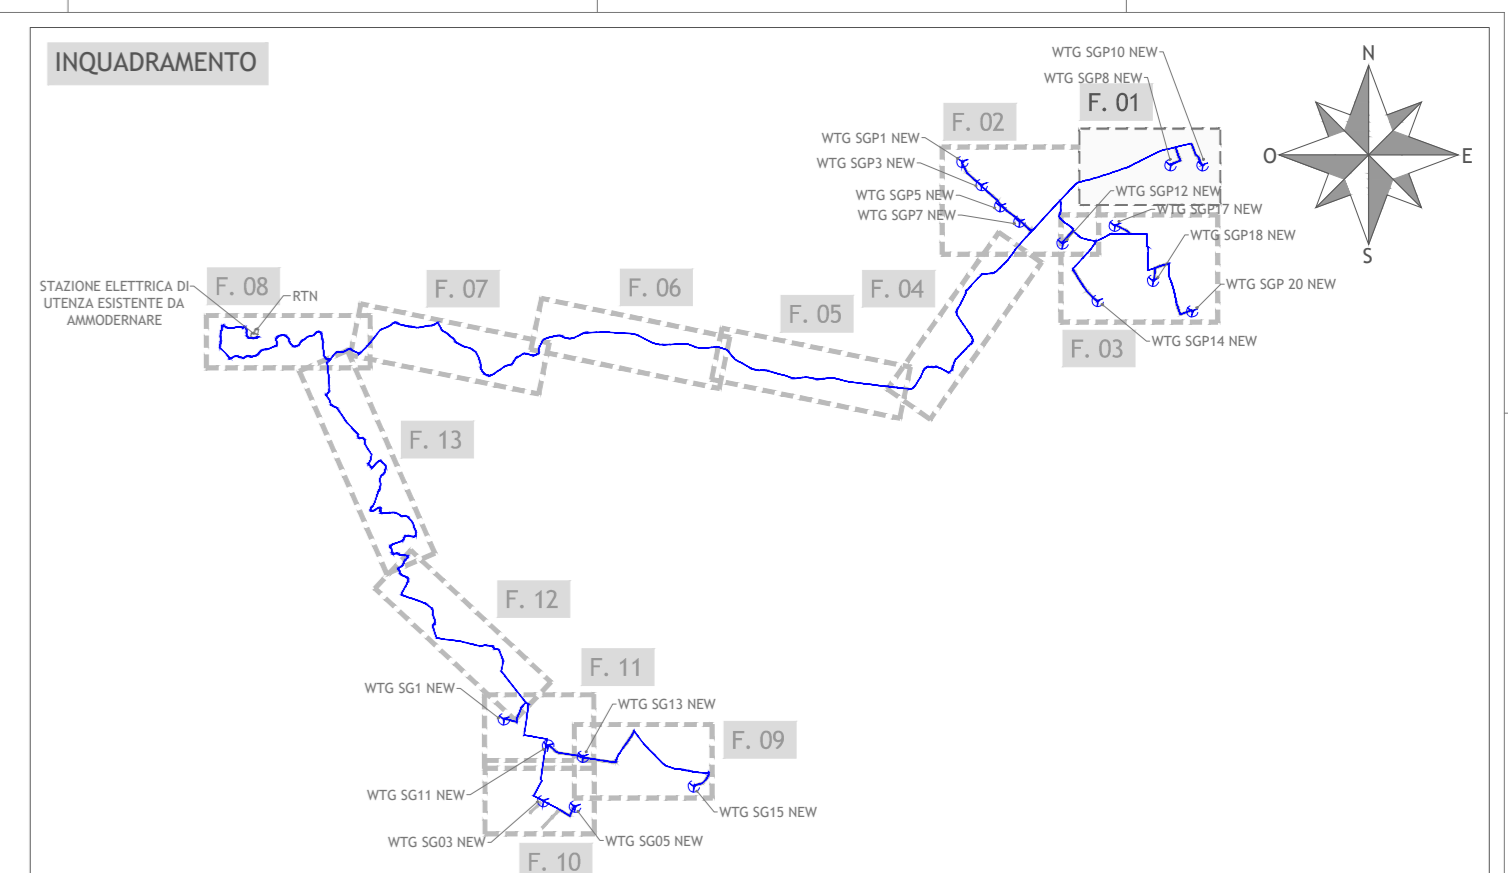 INQUADRAMENTO
WTG SGP10 NEW
WTG SGP8 NEW
F. 01
N
F. 02
WTG SGP1 NEW
WTG SGP3 NEW
O
E
WTG SGP5 NEW
WTG SGP12 NEW
WTG SGP7 NEW
WTG SGP17 NEW
WTG SGP18 NEW
S
STAZIONE ELETTRICA DI
UTENZA ESISTENTE DA
AMMODERNARE
F. 08
RTN
F. 07
F. 06
F. 05
F. 04
WTG SGP 20 NEW
F. 03
WTG SGP14 NEW
F. 13
F. 12
F. 11
WTG SG1 NEW
WTG SG13 NEW
F. 09
WTG SG11 NEW
WTG SG15 NEW
WTG SG03 NEW
WTG SG05 NEW
F. 10